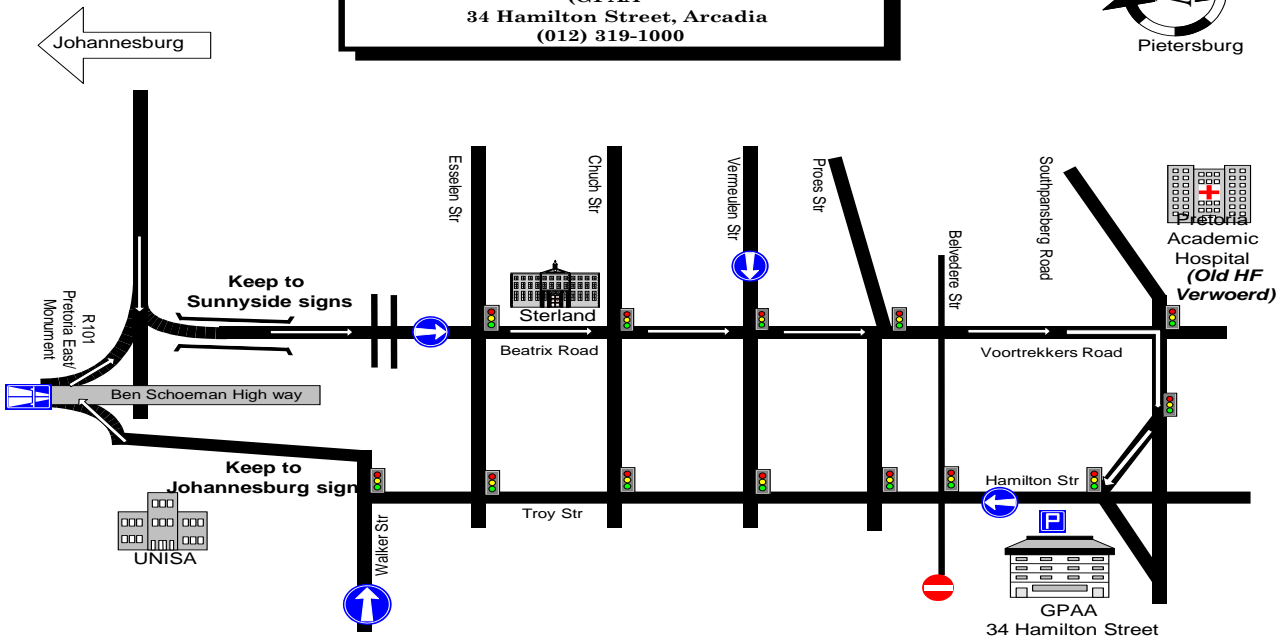 (GPAA
34 Hamilton Street, Arcadia
(012) 319-1000
Johannesburg
Pietersburg
Esselen Str
Chuch Str
Vermeulen Str
Proes Str
Belvedere Str
Southpansberg Road
Pretoria
Academic
Hospital
(Old HF
Verwoerd)
Keep to
Sunnyside signs
R101
Pretoria East/
Monument
Sterland
Beatrix Road
Voortrekkers Road
Ben Schoeman High way
Keep to
Johannesburg sign
Hamilton Str
Troy Str
P
UNISA
Walker Str
GPAA
34 Hamilton Street